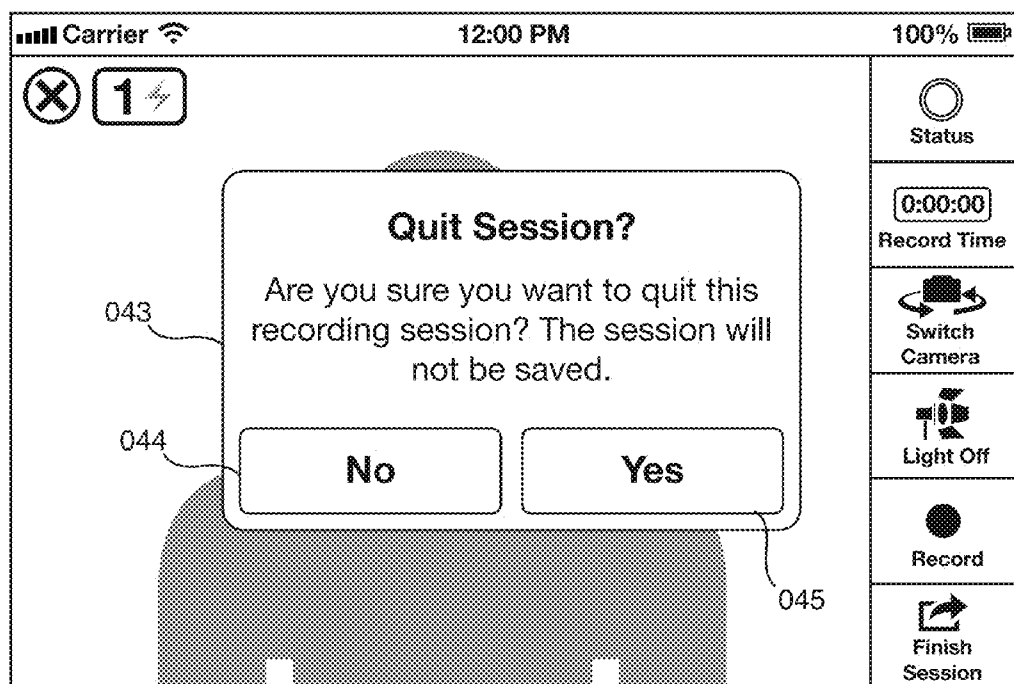 Carrier 12:00 PM 100%
1
Status
0:00:00
Record Time
Switch
Camera
Light Off
Record
Finish
Session
Quit Session?
Are you sure you want to quit this
recording session? The session will
not be saved.
No Yes
043
044
045